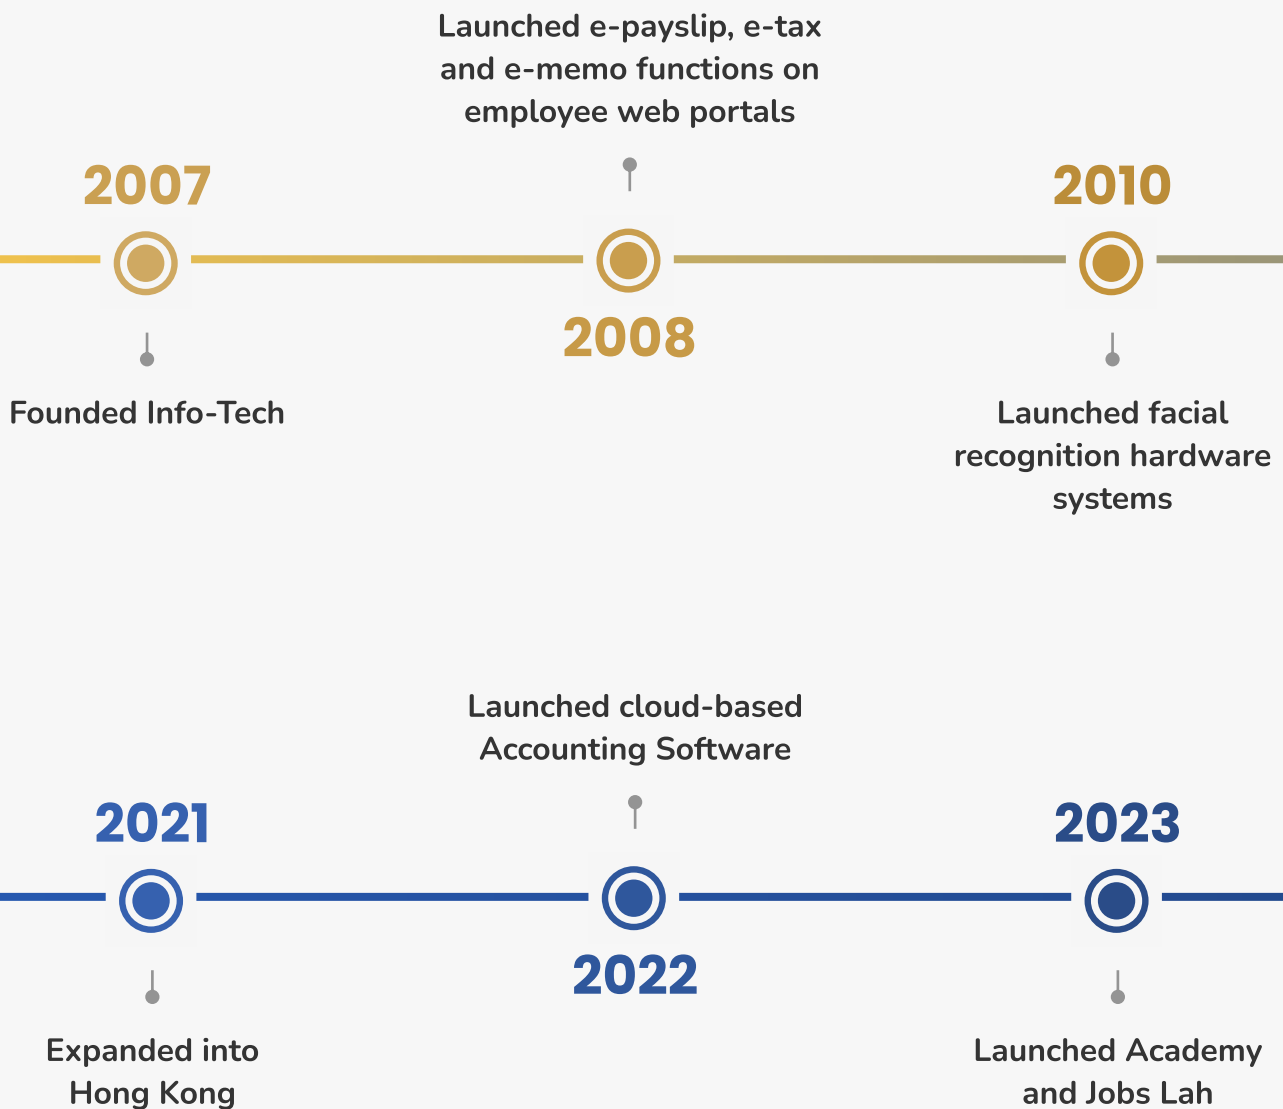 Launched e-payslip, e-tax
and e-memo functions on
employee web portals
2007
2010
2008
Founded Info-Tech
Launched facial
recognition hardware
systems
Launched cloud-based
Accounting Software
2021
2023
2022
Expanded into
Hong Kong
Launched Academy
and Jobs Lah